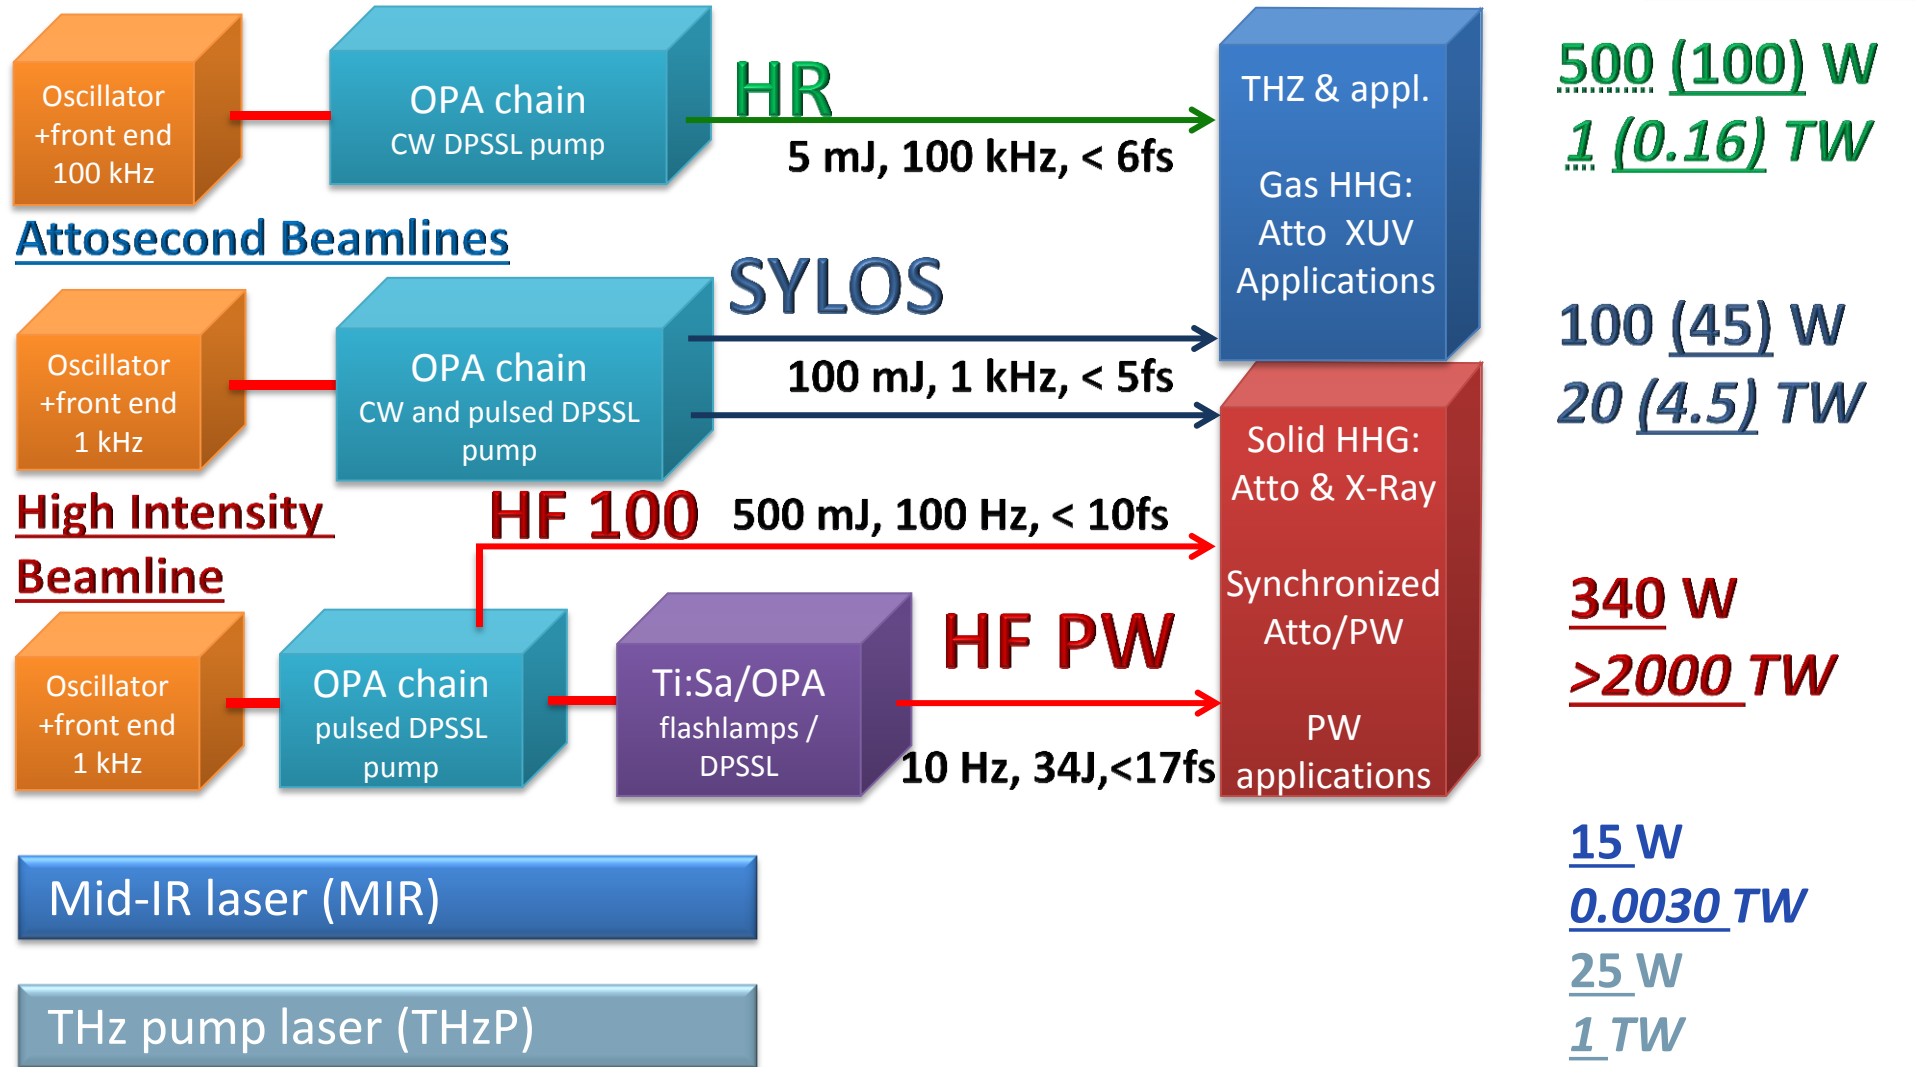 Oscillator
+front end
100 kHz
OPA chain
CW DPSSL pump
HR
5 mJ, 100 kHz, < 6fs
THZ & appl.
Gas HHG:
Atto  XUV
Applications
500 (100) W
1 (0.16) TW
Attosecond Beamlines
Oscillator
+front end
1 kHz
OPA chain
CW and pulsed DPSSL
pump
SYLOS
100 mJ, 1 kHz, < 5fs
100 (45) W
20 (4.5) TW
High Intensity
Beamline
HF 100
500 mJ, 100 Hz, < 10fs
Solid HHG:
Atto & X-Ray
Synchronized
Atto/PW
PW
applications
Oscillator
+front end
1 kHz
OPA chain
pulsed DPSSL
pump
Ti:Sa/OPA
flashlamps /
DPSSL
HF PW
10 Hz, 34J,<17fs
340 W
>2000 TW
Mid-IR laser (MIR)
15 W
0.0030 TW
THz pump laser (THzP)
25 W
1 TW